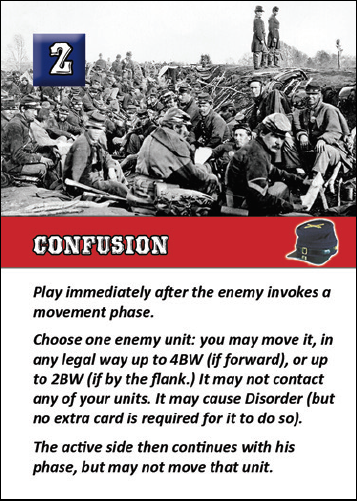 2
CONFUSION
Play immediately after the enemy invokes a
movement phase.
Choose one enemy unit: you may move it, in
any legal way up to 4BW (if forward), or up
to 2BW (if by the flank.) It may not contact
any of your units. It may cause Disorder (but
no extra card is required for it to do so).
The active side then continues with his
phase, but may not move that unit.